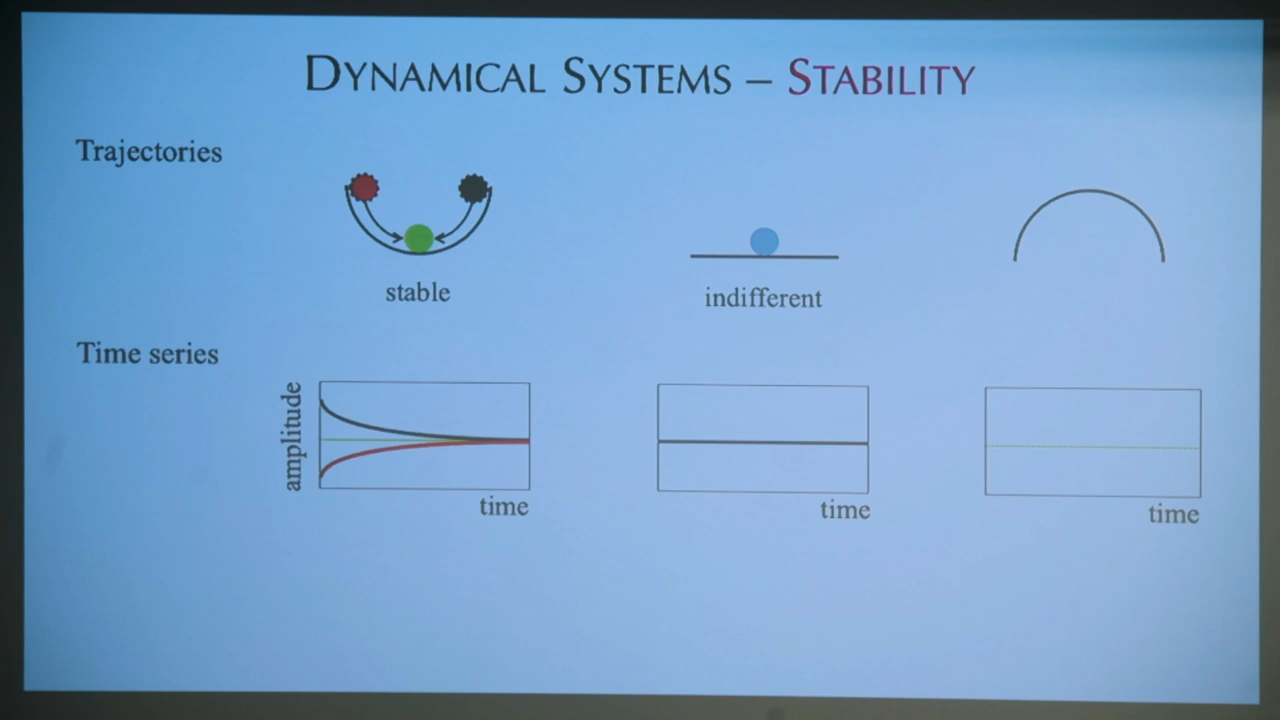 DYNAMICAL SYSTEMS – STABILITY
Trajectories
stable
indifferent
Time series
amplitude
time
time
time